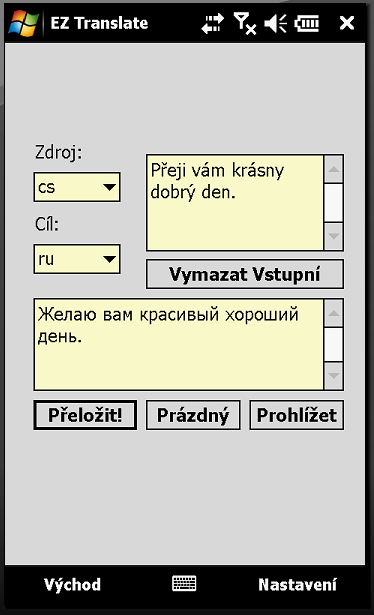 EZ Translate
Zdroj:
cs
Přeji vám krásny
dobrý den.
Cíl:
ru
Vymazat Vstupní
Желаю вам красивый хороший
день.
Přeložit!
Prázdný
Prohlížet
Východ
Nastavení